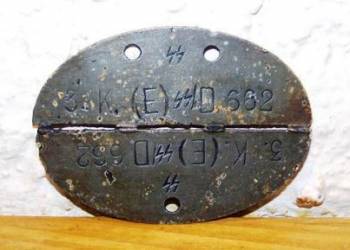 ᛋᛋ
3. K. (E) ᛋᛋ D 662
3. K. (E) ᛋᛋ D 662
ᛋᛋ